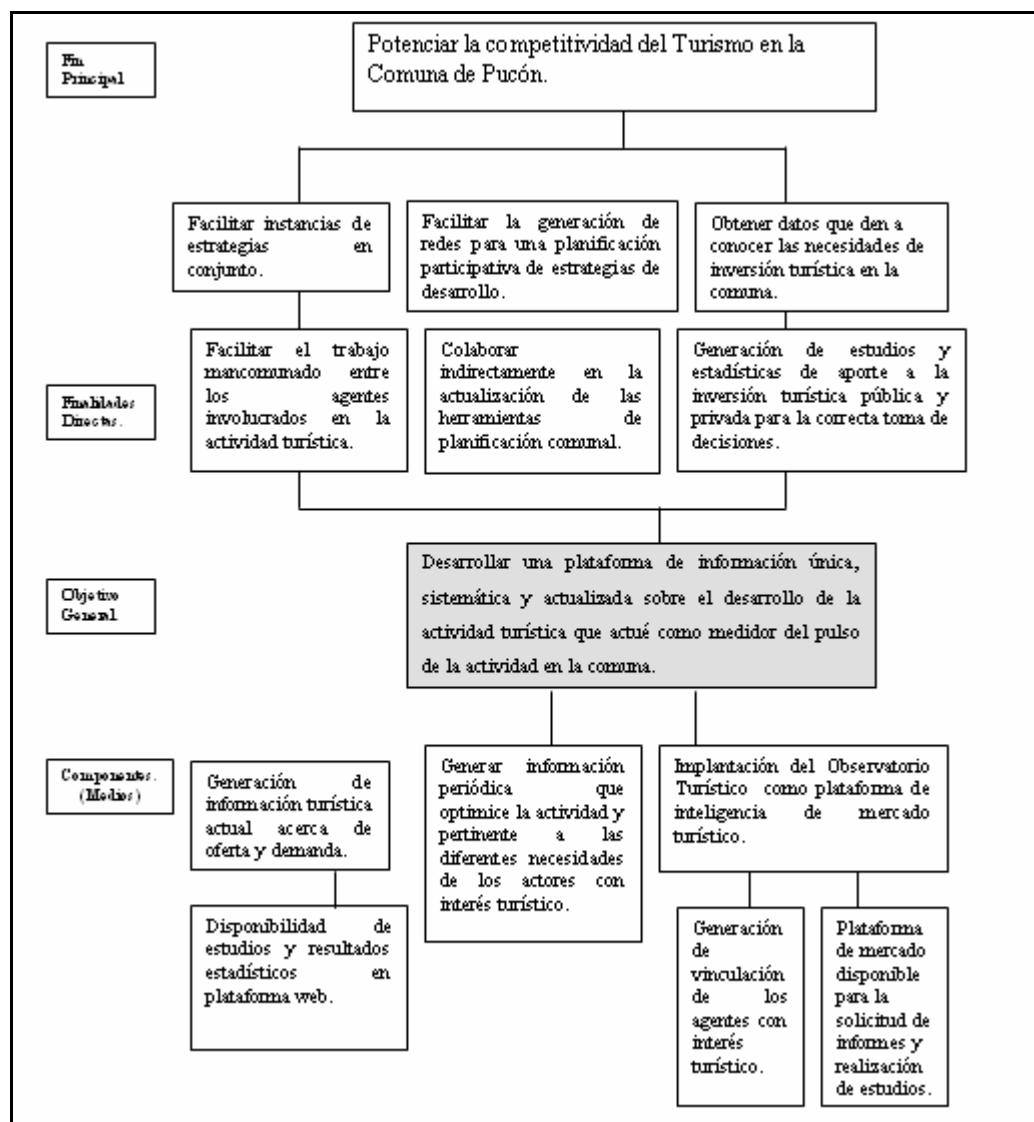 Fin
Principal
Potenciar la competitividad del Turismo en la
Comuna de Pucón.
Facilitar instancias de
estrategias en
conjunto.
Facilitar la generación de
redes para una planificación
participativa de estrategias de
desarrollo.
Obtener datos que den a
conocer las necesidades de
inversión turística en la
comuna.
Finalidades
Directas.
Facilitar el trabajo
mancomunado entre
los agentes
involucrados en la
actividad turística.
Colaborar
indirectamente en la
actualización de las
herramientas de
planificación comunal.
Generación de estudios y
estadísticas de aporte a la
inversión turística pública y
privada para la correcta toma de
decisiones.
Objetivo
General
Desarrollar una plataforma de información única,
sistemática y actualizada sobre el desarrollo de la
actividad turística que actué como medidor del pulso
de la actividad en la comuna.
Componentes.
(Medios)
Generación de
información turística
actual acerca de
oferta y demanda.
Generar información
periódica que
optimice la actividad y
pertinente a las
diferentes necesidades
de los actores con
interés turístico.
Implantación del Observatorio
Turístico como plataforma de
inteligencia de mercado
turístico.
Disponibilidad de
estudios y resultados
estadísticos en
plataforma web.
Generación
de
vinculación
de los
agentes con
interés
turístico.
Plataforma
de mercado
disponible
para la
solicitud de
informes y
realización
de estudios.